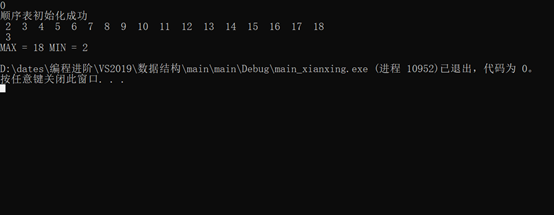 0
顺序表初始化成功
2 3 4 5 6 7 8 9 10 11 12 13 14 15 16 17 18
3
MAX = 18 MIN = 2
D:\dates\编程进阶\VS2019\数据结构\main\main\Debug\main_xianxing.exe (进程 10952)已退出，代码为 0。
按任意键关闭此窗口. . .